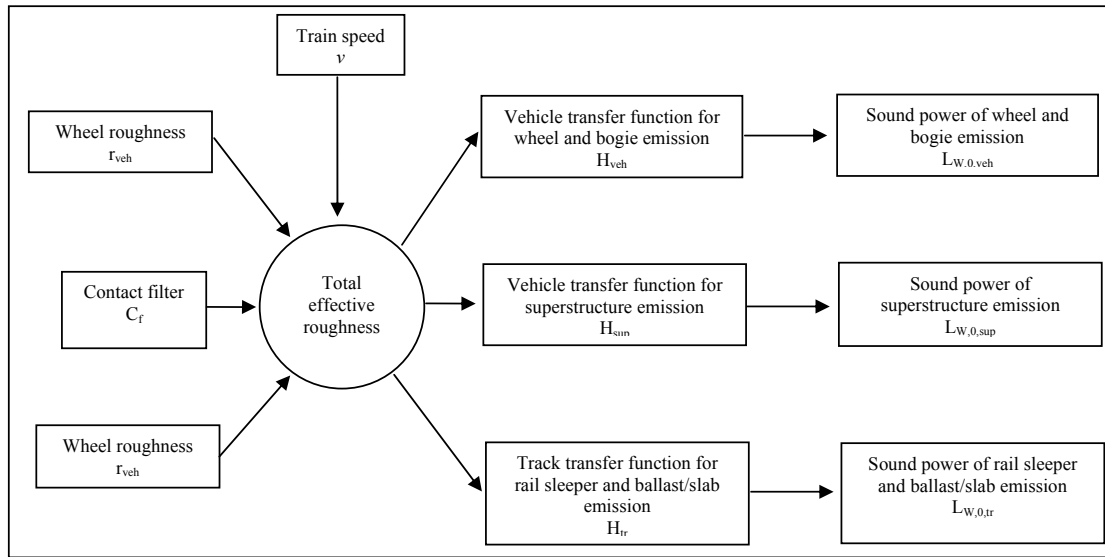 Train speed
v
Wheel roughness
r_veh
Contact filter
C_f
Wheel roughness
r_veh
Total
effective
roughness
Vehicle transfer function for
wheel and bogie emission
H_veh
Sound power of wheel and
bogie emission
L_W.0.veh
Vehicle transfer function for
superstructure emission
H_sup
Sound power of
superstructure emission
L_W,0,sup
Track transfer function for
rail sleeper and ballast/slab
emission
H_tr
Sound power of rail sleeper
and ballast/slab emission
L_W,0,tr